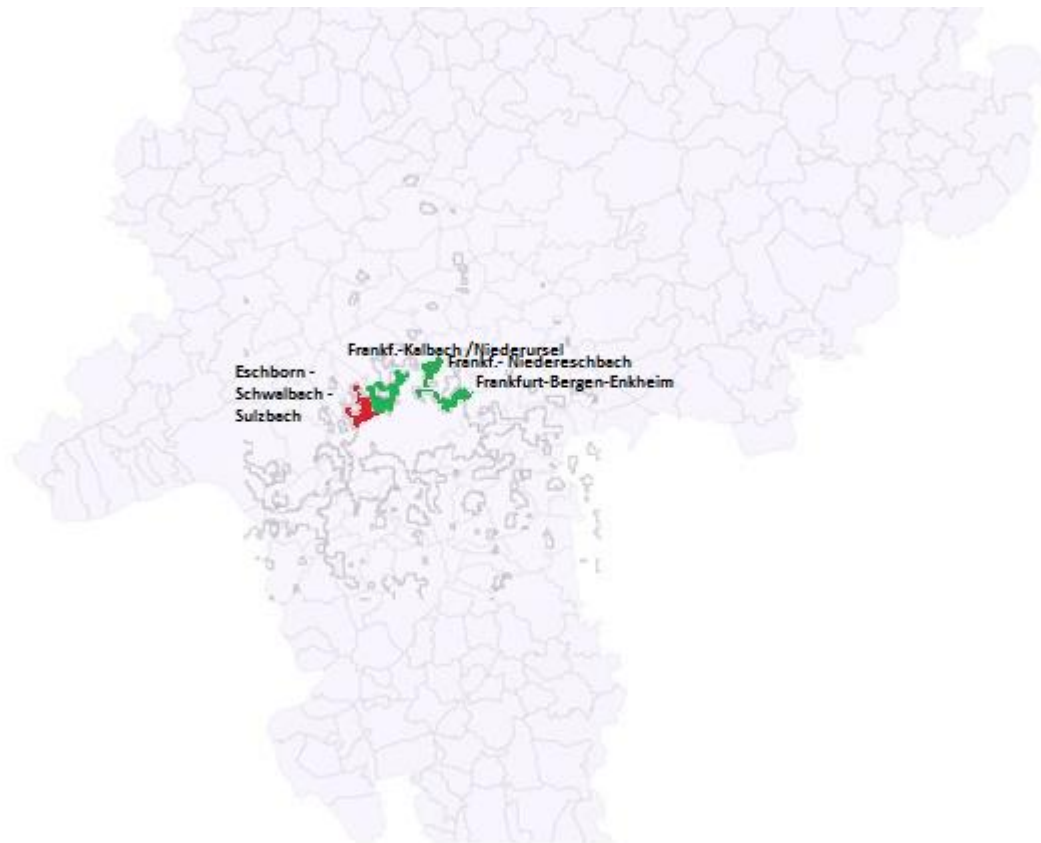 Frankf.-Kalbach /Niederursel
Frankf.- Niedereschbach
Frankfurt-Bergen-Enkheim
Eschborn -
Schwalbach -
Sulzbach